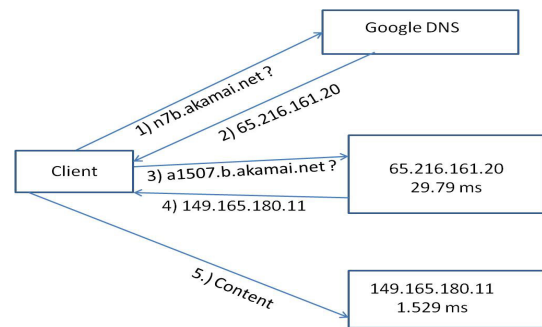 Google DNS
1) n7b.akamai.net ?
2) 65.216.161.20
Client
3) a1507.b.akamai.net ?
4) 149.165.180.11
65.216.161.20
29.79 ms
5.) Content
149.165.180.11
1.529 ms